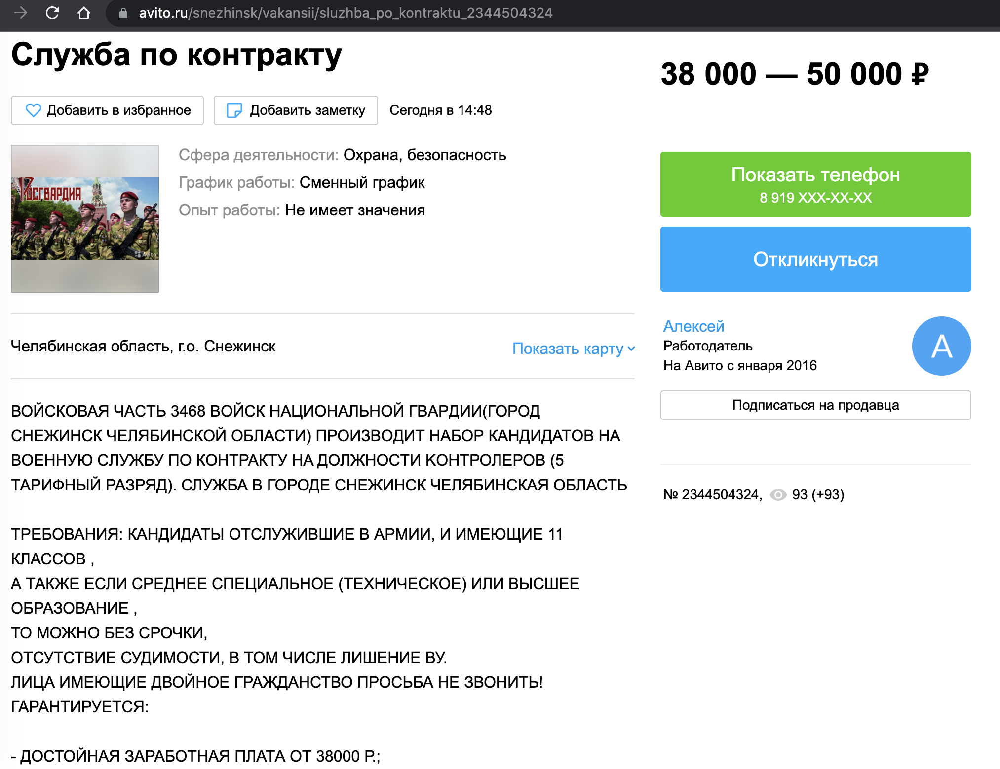 avito.ru/snezhinsk/vakansii/sluzhba_po_kontraktu_2344504324
Служба по контракту
38 000 — 50 000 ₽
Добавить в избранное
Добавить заметку
Сегодня в 14:48
РОСГВАРДИЯ
Avito
Сфера деятельности: Охрана, безопасность
График работы: Сменный график
Опыт работы: Не имеет значения
Показать телефон
8 919 XXX-XX-XX
Откликнуться
Алексей
Работодатель
На Авито с января 2016
А
Подписаться на продавца
№ 2344504324, 93 (+93)
Челябинская область, г.о. Снежинск
Показать карту
ВОЙСКОВАЯ ЧАСТЬ 3468 ВОЙСК НАЦИОНАЛЬНОЙ ГВАРДИИ(ГОРОД
СНЕЖИНСК ЧЕЛЯБИНСКОЙ ОБЛАСТИ) ПРОИЗВОДИТ НАБОР КАНДИДАТОВ НА
ВОЕННУЮ СЛУЖБУ ПО КОНТРАКТУ НА ДОЛЖНОСТИ КОНТРОЛЕРОВ (5
ТАРИФНЫЙ РАЗРЯД). СЛУЖБА В ГОРОДЕ СНЕЖИНСК ЧЕЛЯБИНСКАЯ ОБЛАСТЬ
ТРЕБОВАНИЯ: КАНДИДАТЫ ОТСЛУЖИВШИЕ В АРМИИ, И ИМЕЮЩИЕ 11
КЛАССОВ ,
А ТАКЖЕ ЕСЛИ СРЕДНЕЕ СПЕЦИАЛЬНОЕ (ТЕХНИЧЕСКОЕ) ИЛИ ВЫСШЕЕ
ОБРАЗОВАНИЕ ,
ТО МОЖНО БЕЗ СРОЧКИ,
ОТСУТСТВИЕ СУДИМОСТИ, В ТОМ ЧИСЛЕ ЛИШЕНИЕ ВУ.
ЛИЦА ИМЕЮЩИЕ ДВОЙНОЕ ГРАЖДАНСТВО ПРОСЬБА НЕ ЗВОНИТЬ!
ГАРАНТИРУЕТСЯ:
- ДОСТОЙНАЯ ЗАРАБОТНАЯ ПЛАТА ОТ 38000 Р.;